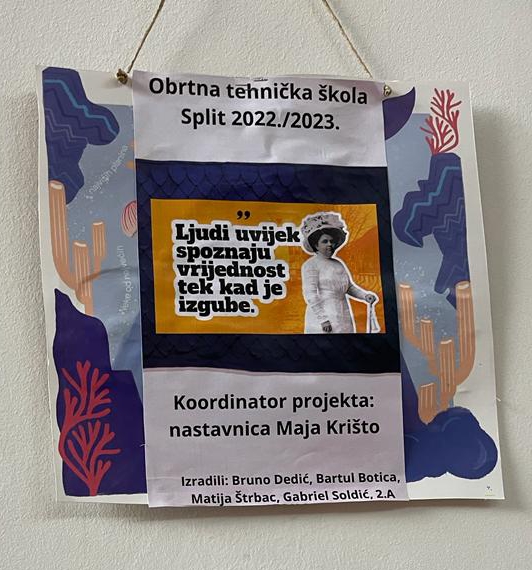 Obrtna tehnička škola
Split 2022./2023.
”
Ljudi uvijek
spoznaju
vrijednost
tek kad je
izgube.
Koordinator projekta:
nastavnica Maja Krišto
Izradili: Bruno Dedić, Bartul Botica,
Matija Štrbac, Gabriel Soldić, 2.A